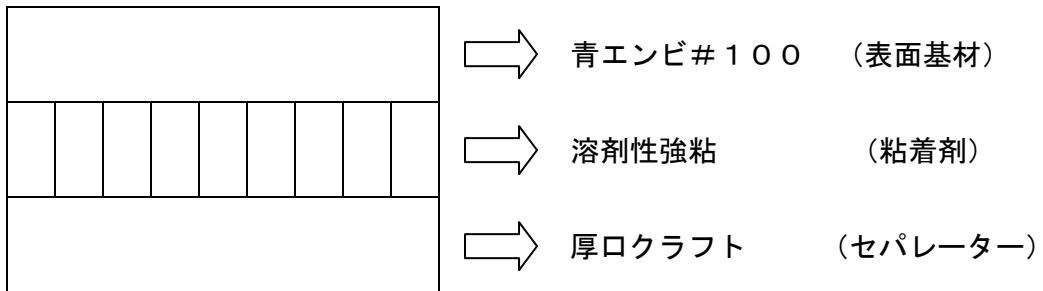 青エンビ＃１００　（表面基材）
溶剤性強粘　（粘着剤）
厚口クラフト　（セパレーター）